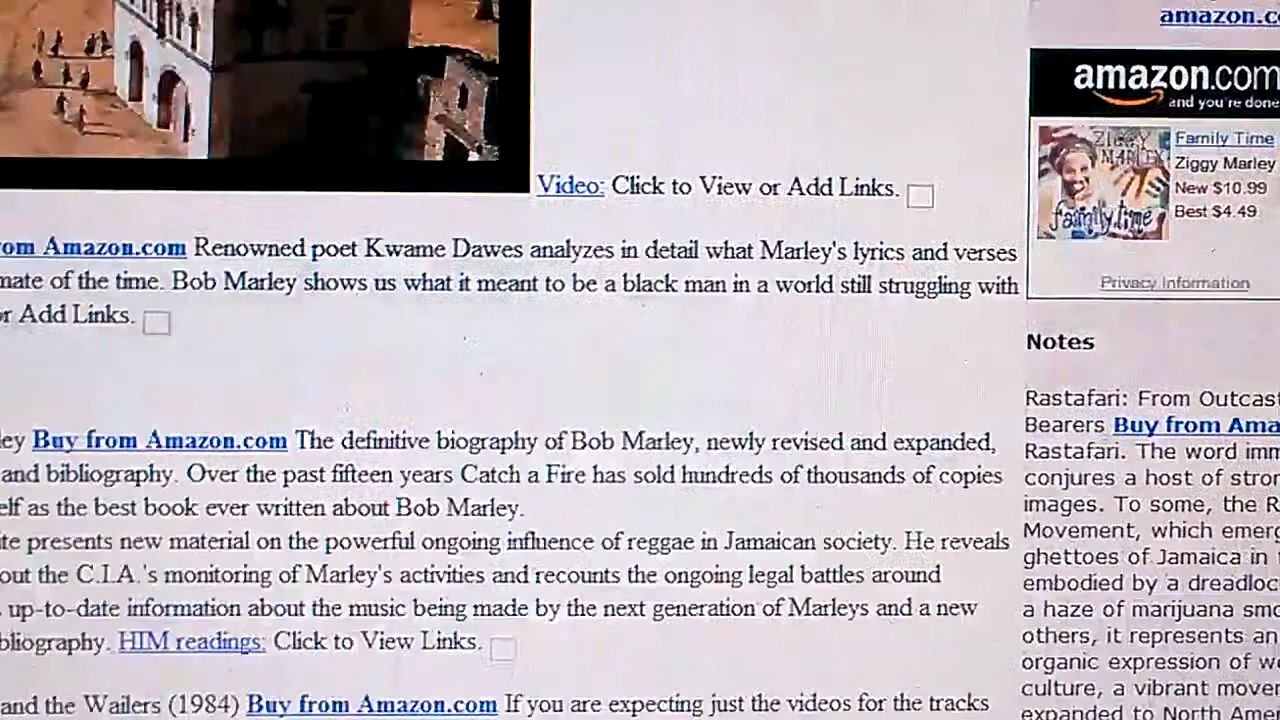 Video: Click to View or Add Links.
om Amazon.com Renowned poet Kwame Dawes analyzes in detail what Marley's lyrics and verses
mate of the time. Bob Marley shows us what it meant to be a black man in a world still struggling with
or Add Links.
ley Buy from Amazon.com The definitive biography of Bob Marley, newly revised and expanded,
and bibliography. Over the past fifteen years Catch a Fire has sold hundreds of thousands of copies
elf as the best book ever written about Bob Marley.
ite presents new material on the powerful ongoing influence of reggae in Jamaican society. He reveals
out the C.I.A.'s monitoring of Marley's activities and recounts the ongoing legal battles around
up-to-date information about the music being made by the next generation of Marleys and a new
bliography. HIM readings: Click to View Links.
and the Wailers (1984) Buy from Amazon.com If you are expecting just the videos for the tracks
amazon.c
amazon.com
and you're done
ZIGGY
MARLEY
family time
Family Time
Ziggy Marley
New $10.99
Best $4.49
Privacy Information
Notes
Rastafari: From Outcast
Bearers Buy from Ama
Rastafari. The word imm
conjures a host of stror
images. To some, the R
Movement, which emerg
ghettoes of Jamaica in
embodied by a dreadloc
a haze of marijuana smo
others, it represents an
organic expression of we
culture, a vibrant mover
expanded to North Amer